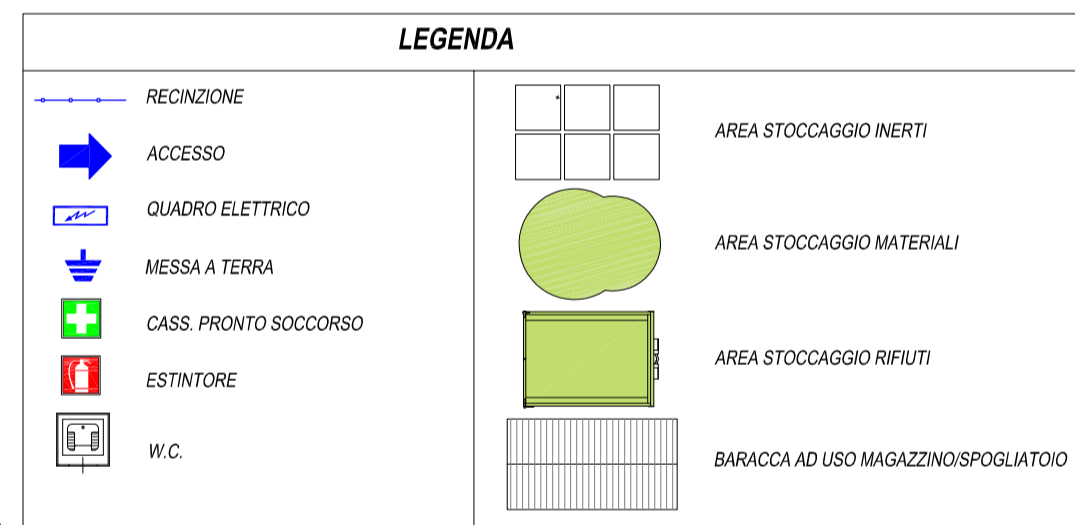 LEGENDA
RECINZIONE
ACCESSO
QUADRO ELETTRICO
MESSA A TERRA
CASS. PRONTO SOCCORSO
ESTINTORE
W.C.
AREA STOCCAGGIO INERTI
AREA STOCCAGGIO MATERIALI
AREA STOCCAGGIO RIFIUTI
BARACCA AD USO MAGAZZINO/SPOGLIATOIO